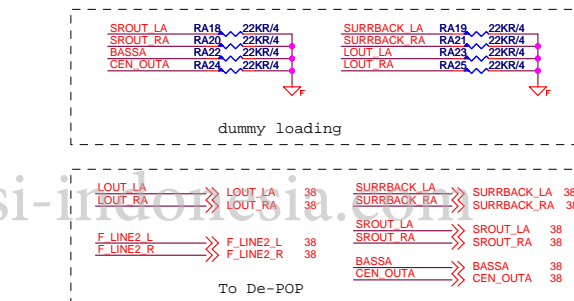 SROUT_LA RA18 22KR/4
SROUT_RA RA20 22KR/4
BASSA RA22 22KR/4
CEN_OUTA RA24 22KR/4
F
SURRBACK_LA RA19 22KR/4
SURRBACK_RA RA21 22KR/4
LOUT_LA RA23 22KR/4
LOUT_RA RA25 22KR/4
F
dummy loading
si-indonesia.com
LOUT_LA LOUT_LA 38
LOUT_RA LOUT_RA 38
F_LINE2_L F_LINE2_L 38
F_LINE2_R F_LINE2_R 38
SURRBACK_LA SURRBACK_LA 38
SURRBACK_RA SURRBACK_RA 38
SROUT_LA SROUT_LA 38
SROUT_RA SROUT_RA 38
BASSA BASSA 38
CEN_OUTA CEN_OUTA 38
To De-POP